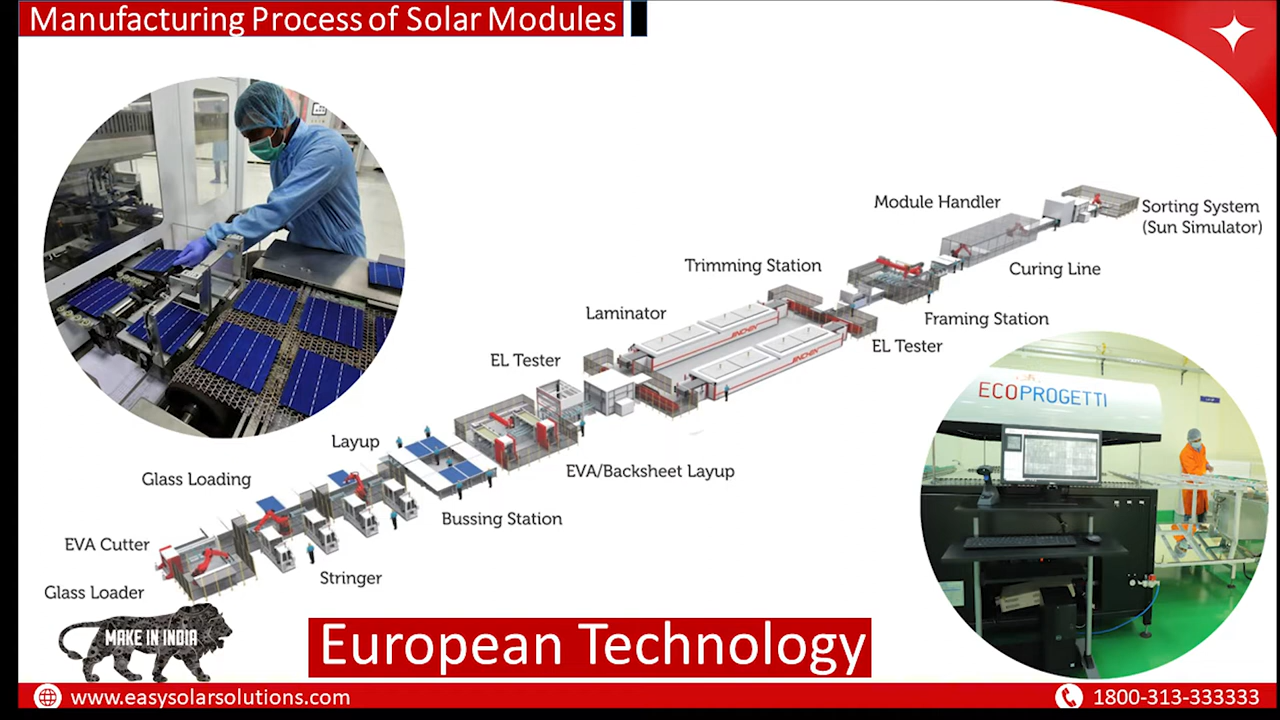 Manufacturing Process of Solar Modules
Module Handler
Sorting System
(Sun Simulator)
Trimming Station
Curing Line
Laminator
Framing Station
EL Tester
EL Tester
JINCHEN
JINCHEN
ECOPROGETTI
Layup
EVA/Backsheet Layup
Glass Loading
Bussing Station
EVA Cutter
Stringer
Glass Loader
MAKE IN INDIA
European Technology
www.easysolarsolutions.com
1800-313-333333